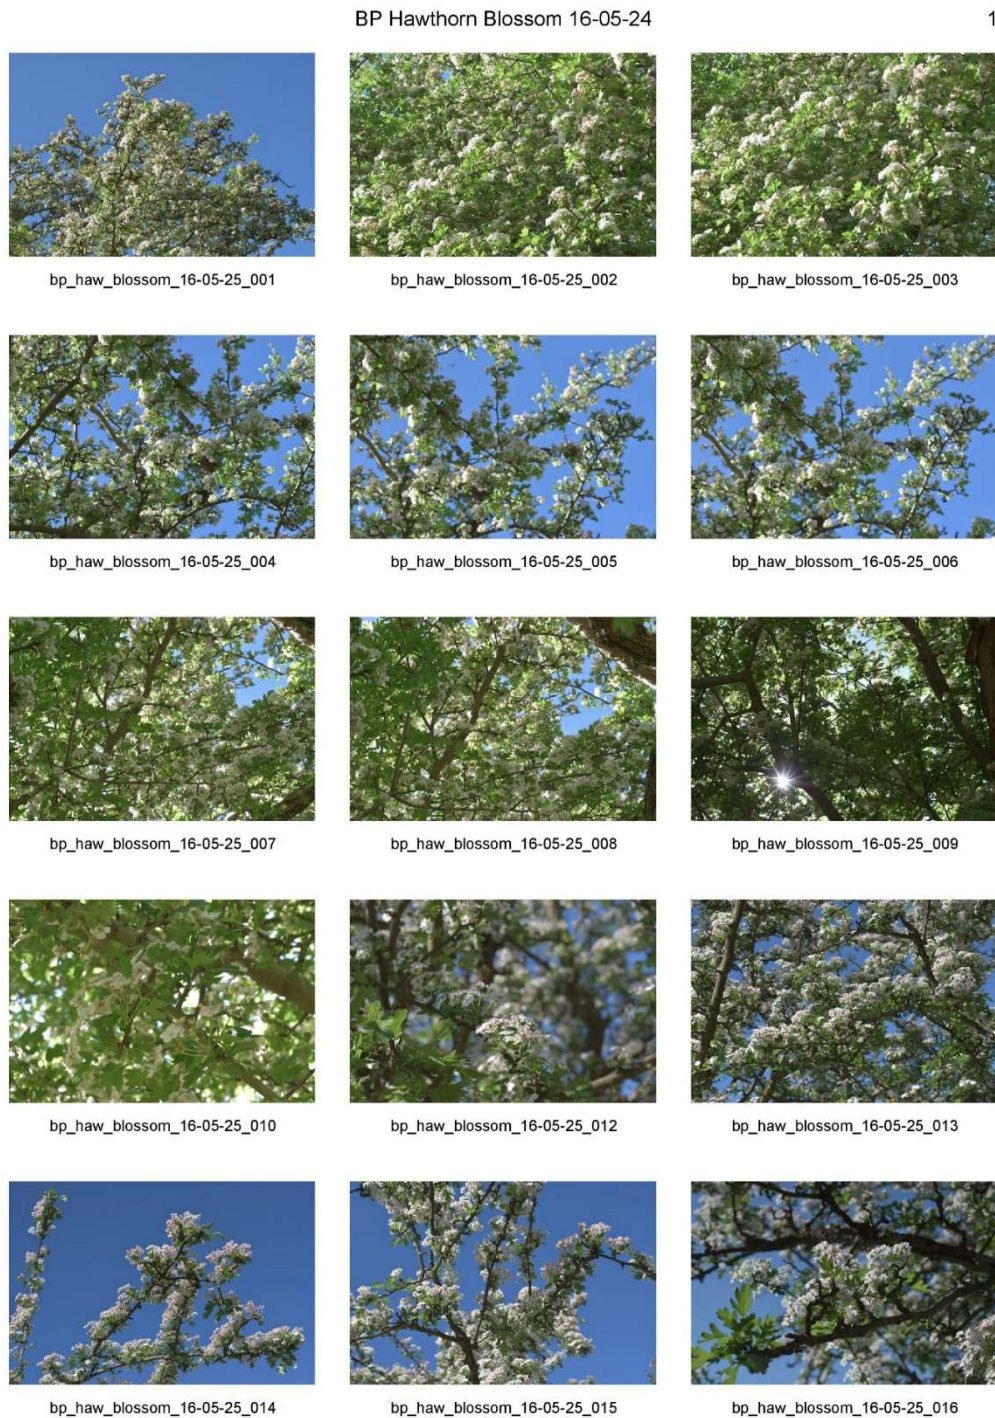 BP Hawthorn Blossom 16-05-24 1
bp_haw_blossom_16-05-25_001 bp_haw_blossom_16-05-25_002 bp_haw_blossom_16-05-25_003
bp_haw_blossom_16-05-25_004 bp_haw_blossom_16-05-25_005 bp_haw_blossom_16-05-25_006
bp_haw_blossom_16-05-25_007 bp_haw_blossom_16-05-25_008 bp_haw_blossom_16-05-25_009
bp_haw_blossom_16-05-25_010 bp_haw_blossom_16-05-25_012 bp_haw_blossom_16-05-25_013
bp_haw_blossom_16-05-25_014 bp_haw_blossom_16-05-25_015 bp_haw_blossom_16-05-25_016